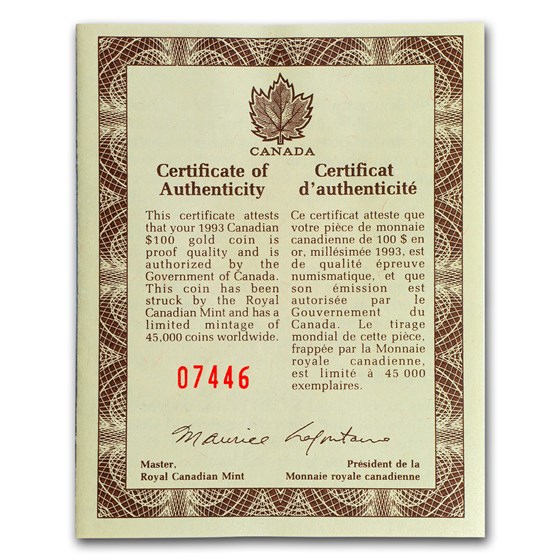 CANADA
Certificate of
Authenticity
This certificate attests
that your 1993 Canadian
$100 gold coin is
proof quality and is
authorized by the
Government of Canada.
This coin has been
struck by the Royal
Canadian Mint and has a
limited mintage of
45,000 coins worldwide.
07446
Certificat
d'authenticité
Ce certificat atteste que
votre pièce de monnaie
canadienne de 100 $ en
or, millésimée 1993, est
de qualité épreuve
numismatique, et que
son émission est
autorisée par le
Gouvernement du
Canada. Le tirage
mondial de cette pièce,
frappée par la Monnaie
royale canadienne,
est limité à 45 000
exemplaires.
Maurice Lafontaine
Master,
Royal Canadian Mint
Président de la
Monnaie royale canadienne